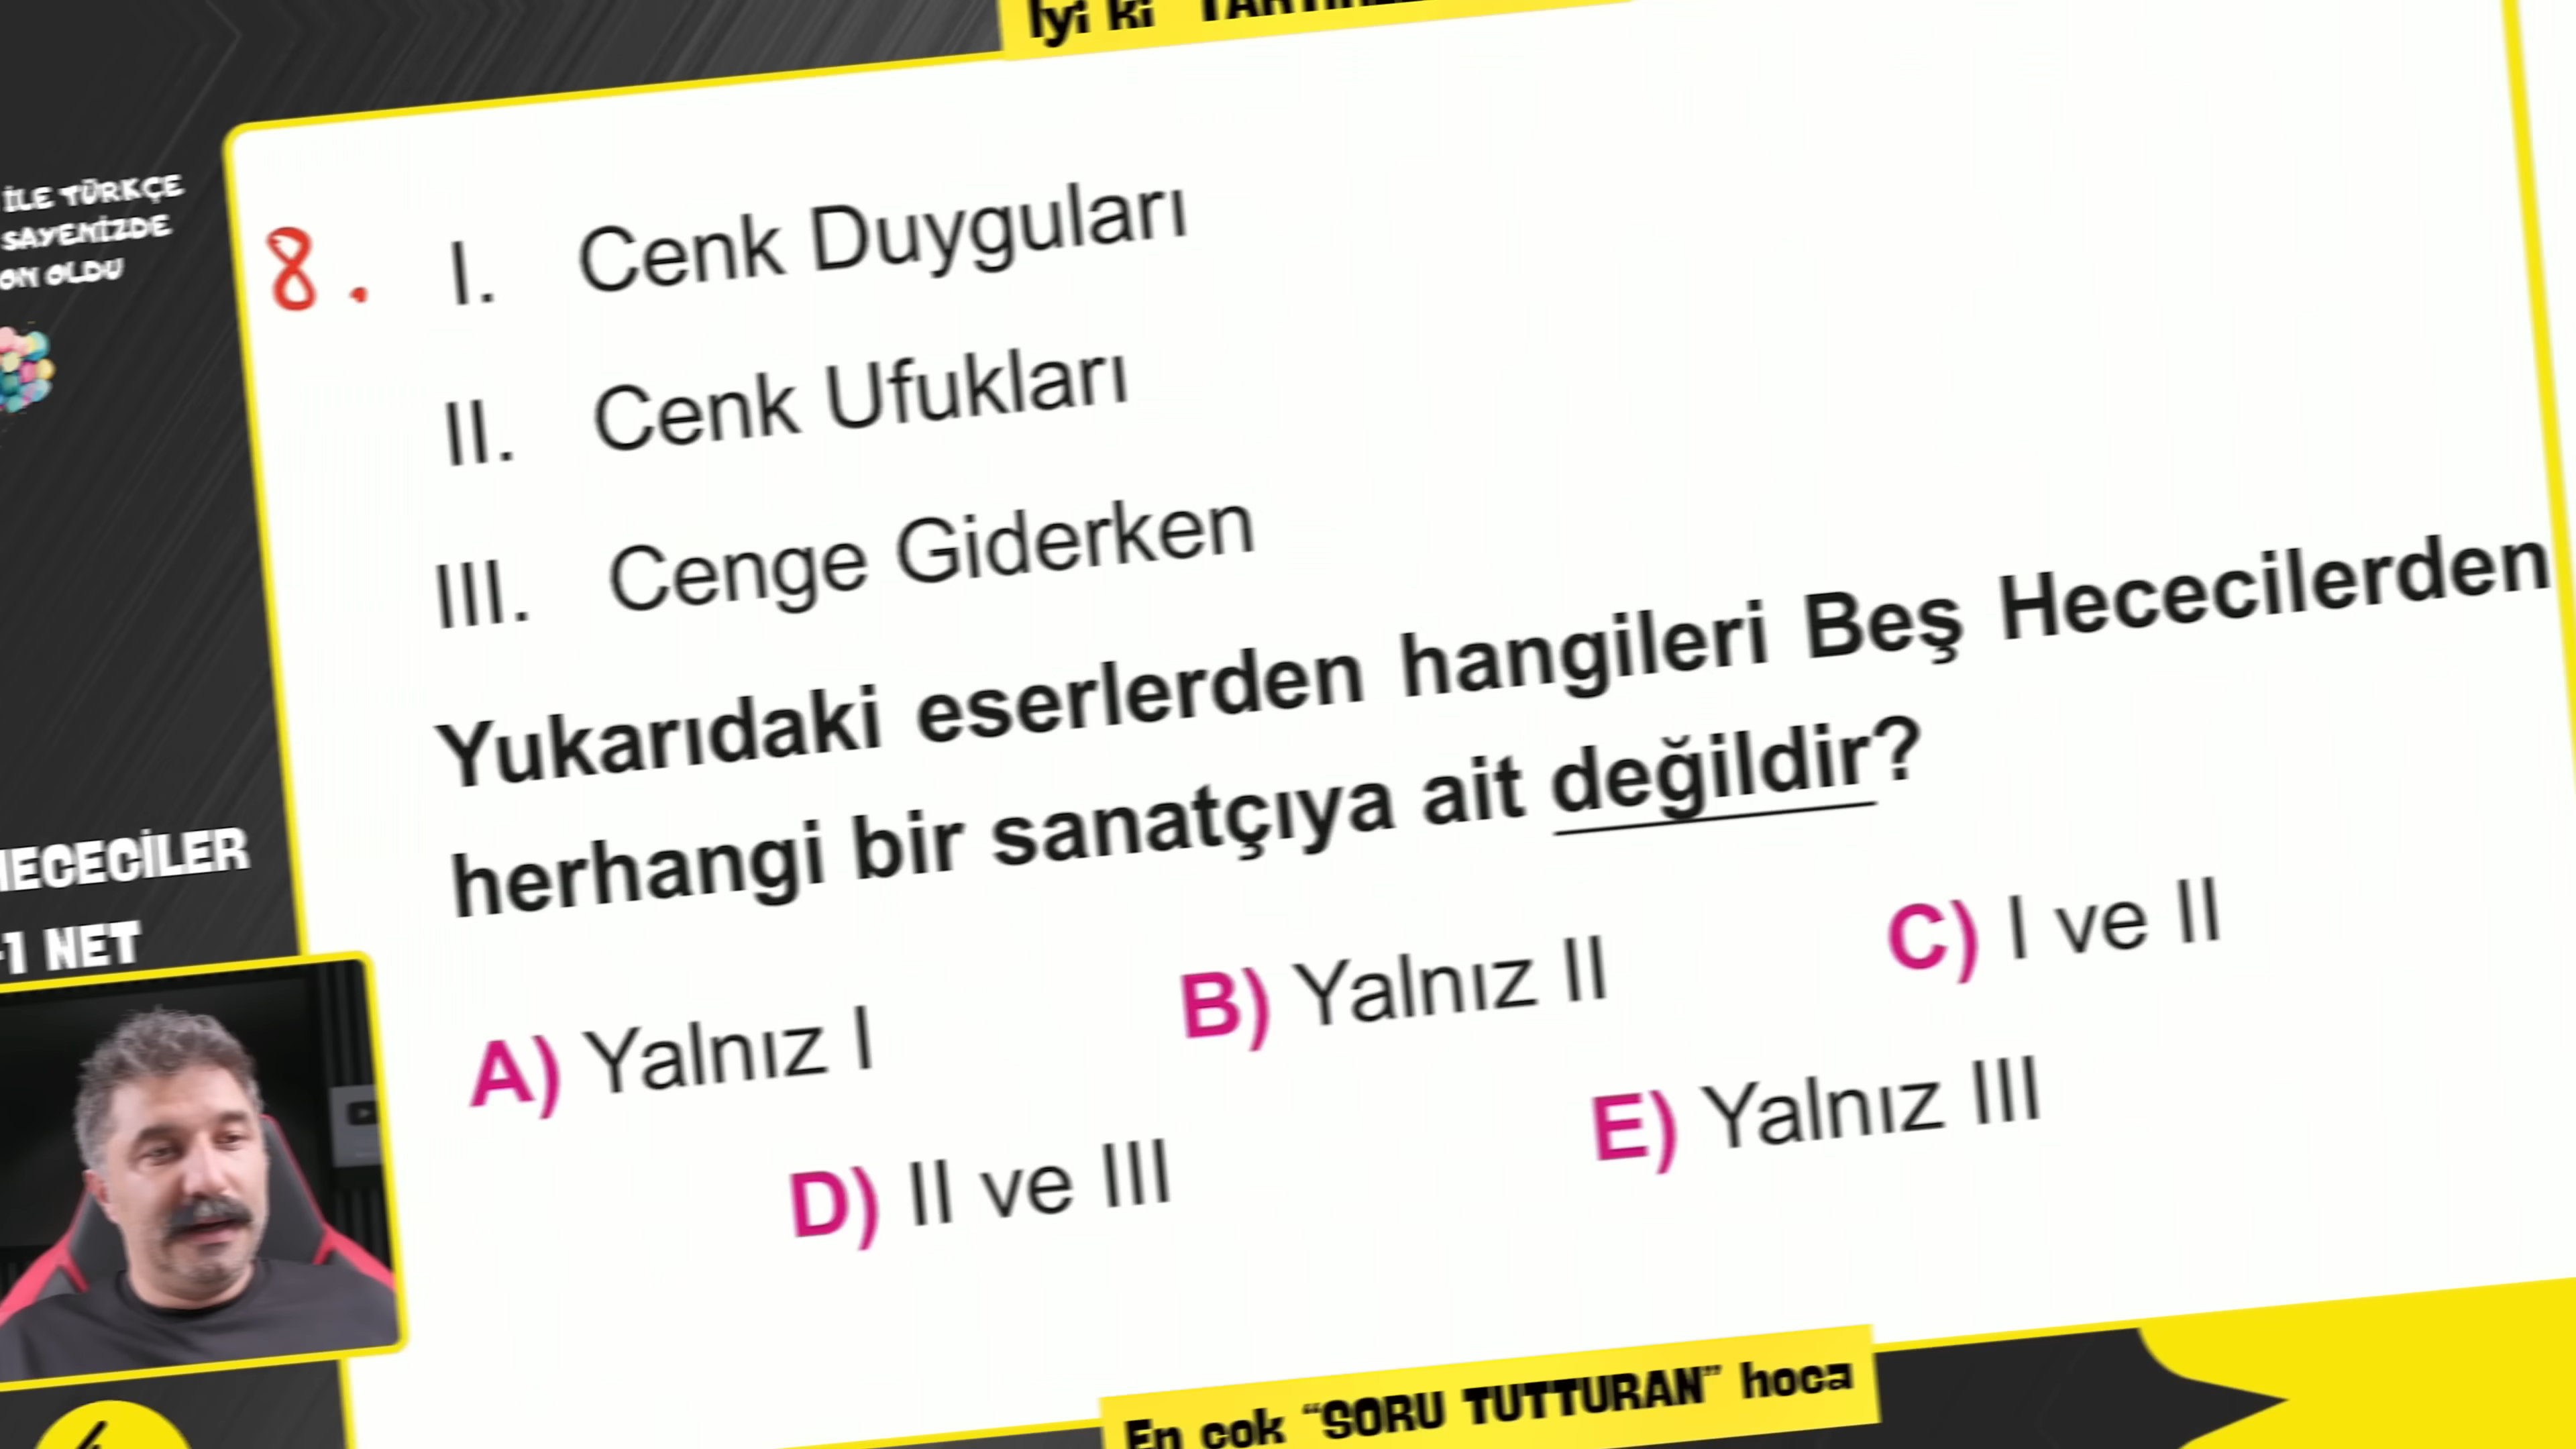 İyi ki
İLE TÜRKÇE
SAYENİZDE
ON OLDU
8. I. Cenk Duyguları
II. Cenk Ufukları
III. Cenge Giderken
Yukarıdaki eserlerden hangileri Beş Hececilerden
herhangi bir sanatçıya ait değildir?
A) Yalnız I
B) Yalnız II
C) I ve II
D) II ve III
E) Yalnız III
HECECİLER
1 NET
En çok “SORU TUTTURAN” hoca